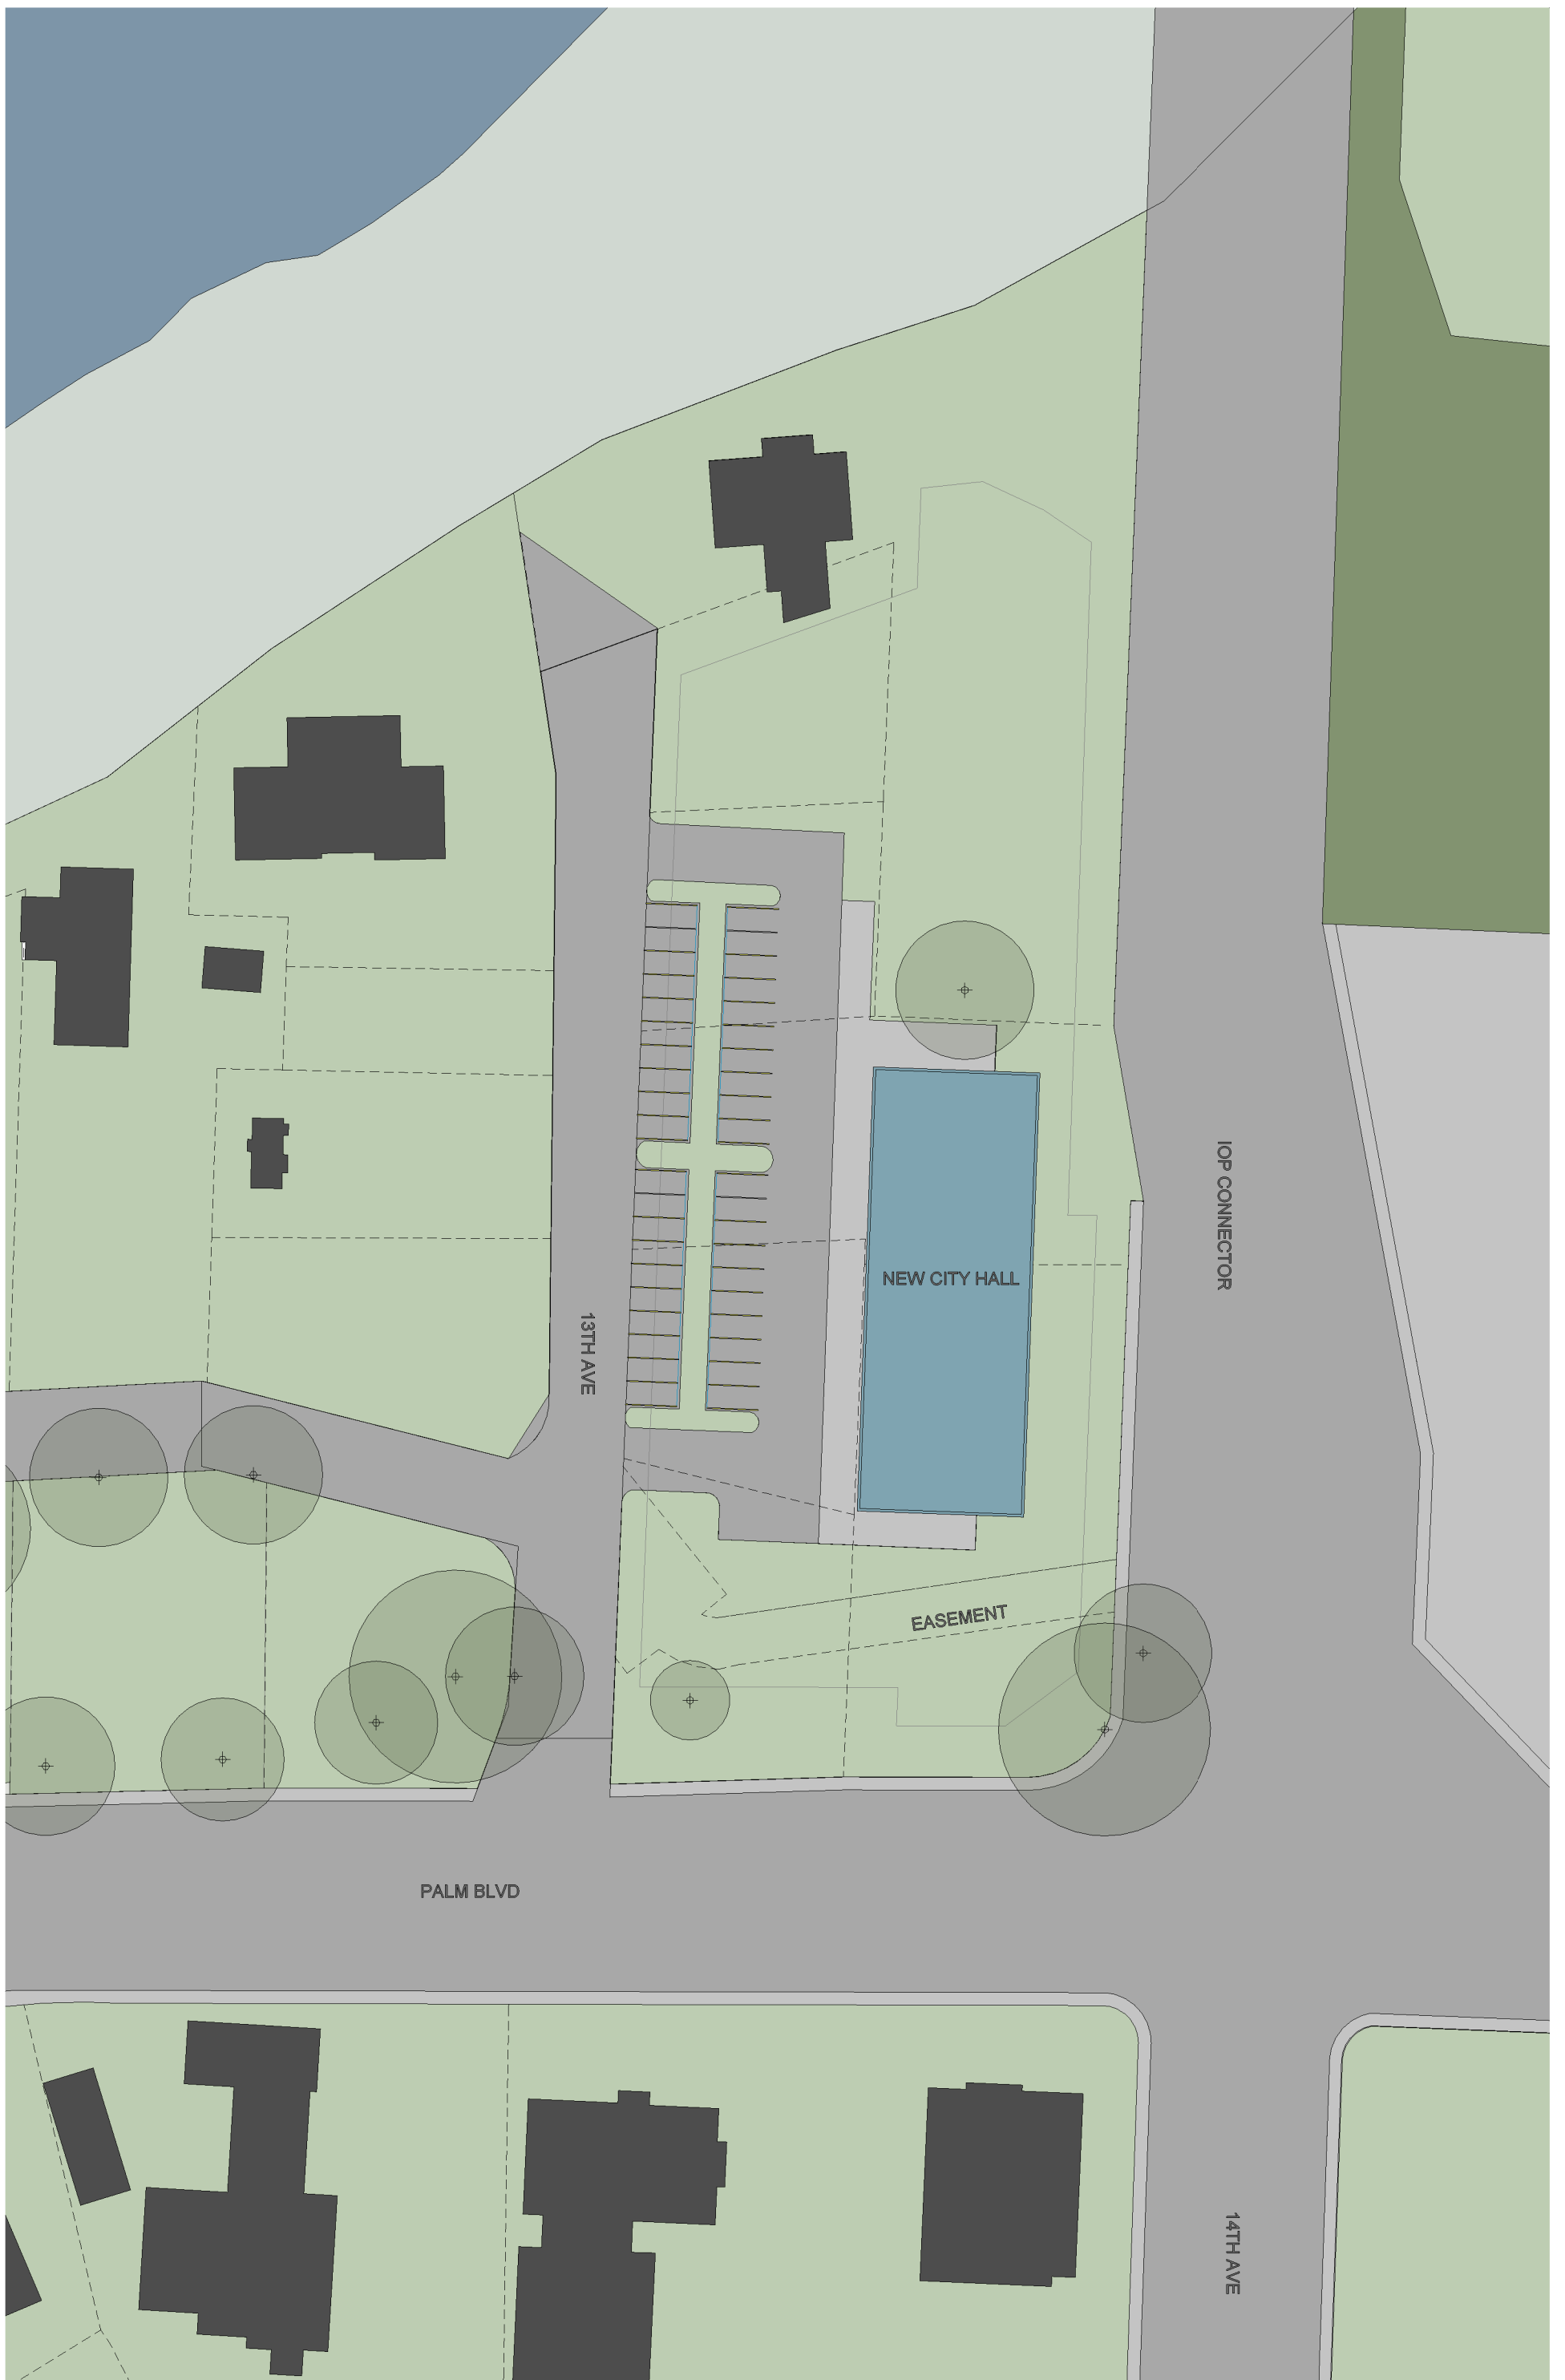 IOP CONNECTOR
NEW CITY HALL
13TH AVE
EASEMENT
PALM BLVD
14TH AVE